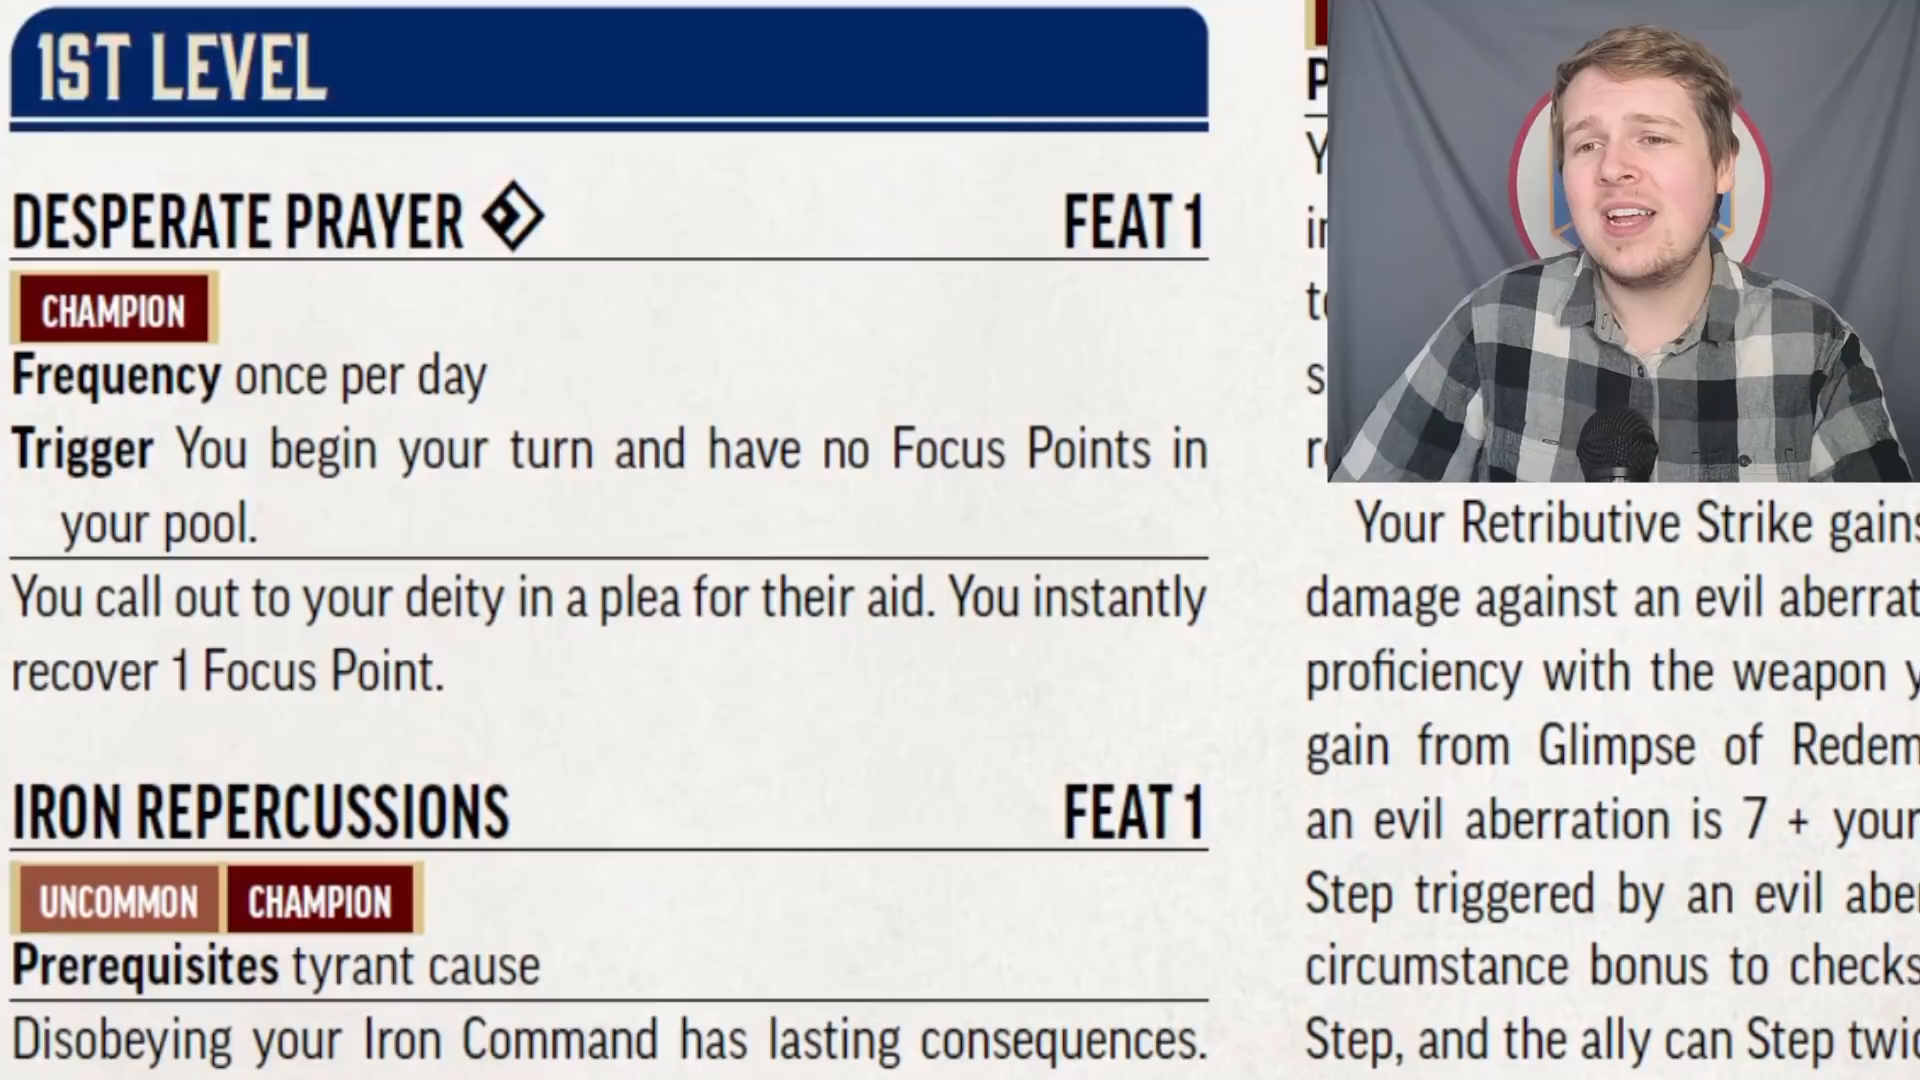 1ST LEVEL
DESPERATE PRAYER FEAT 1
CHAMPION
Frequency once per day
Trigger You begin your turn and have no Focus Points in
your pool.
You call out to your deity in a plea for their aid. You instantly
recover 1 Focus Point.
IRON REPERCUSSIONS FEAT 1
UNCOMMON CHAMPION
Prerequisites tyrant cause
Disobeying your Iron Command has lasting consequences.
Your Retributive Strike gains
damage against an evil
proficiency with the weapon
gain from Glimpse of
an evil aberration is 7 + your
Step triggered by an evil
circumstance bonus to checks
Step, and the ally can Step